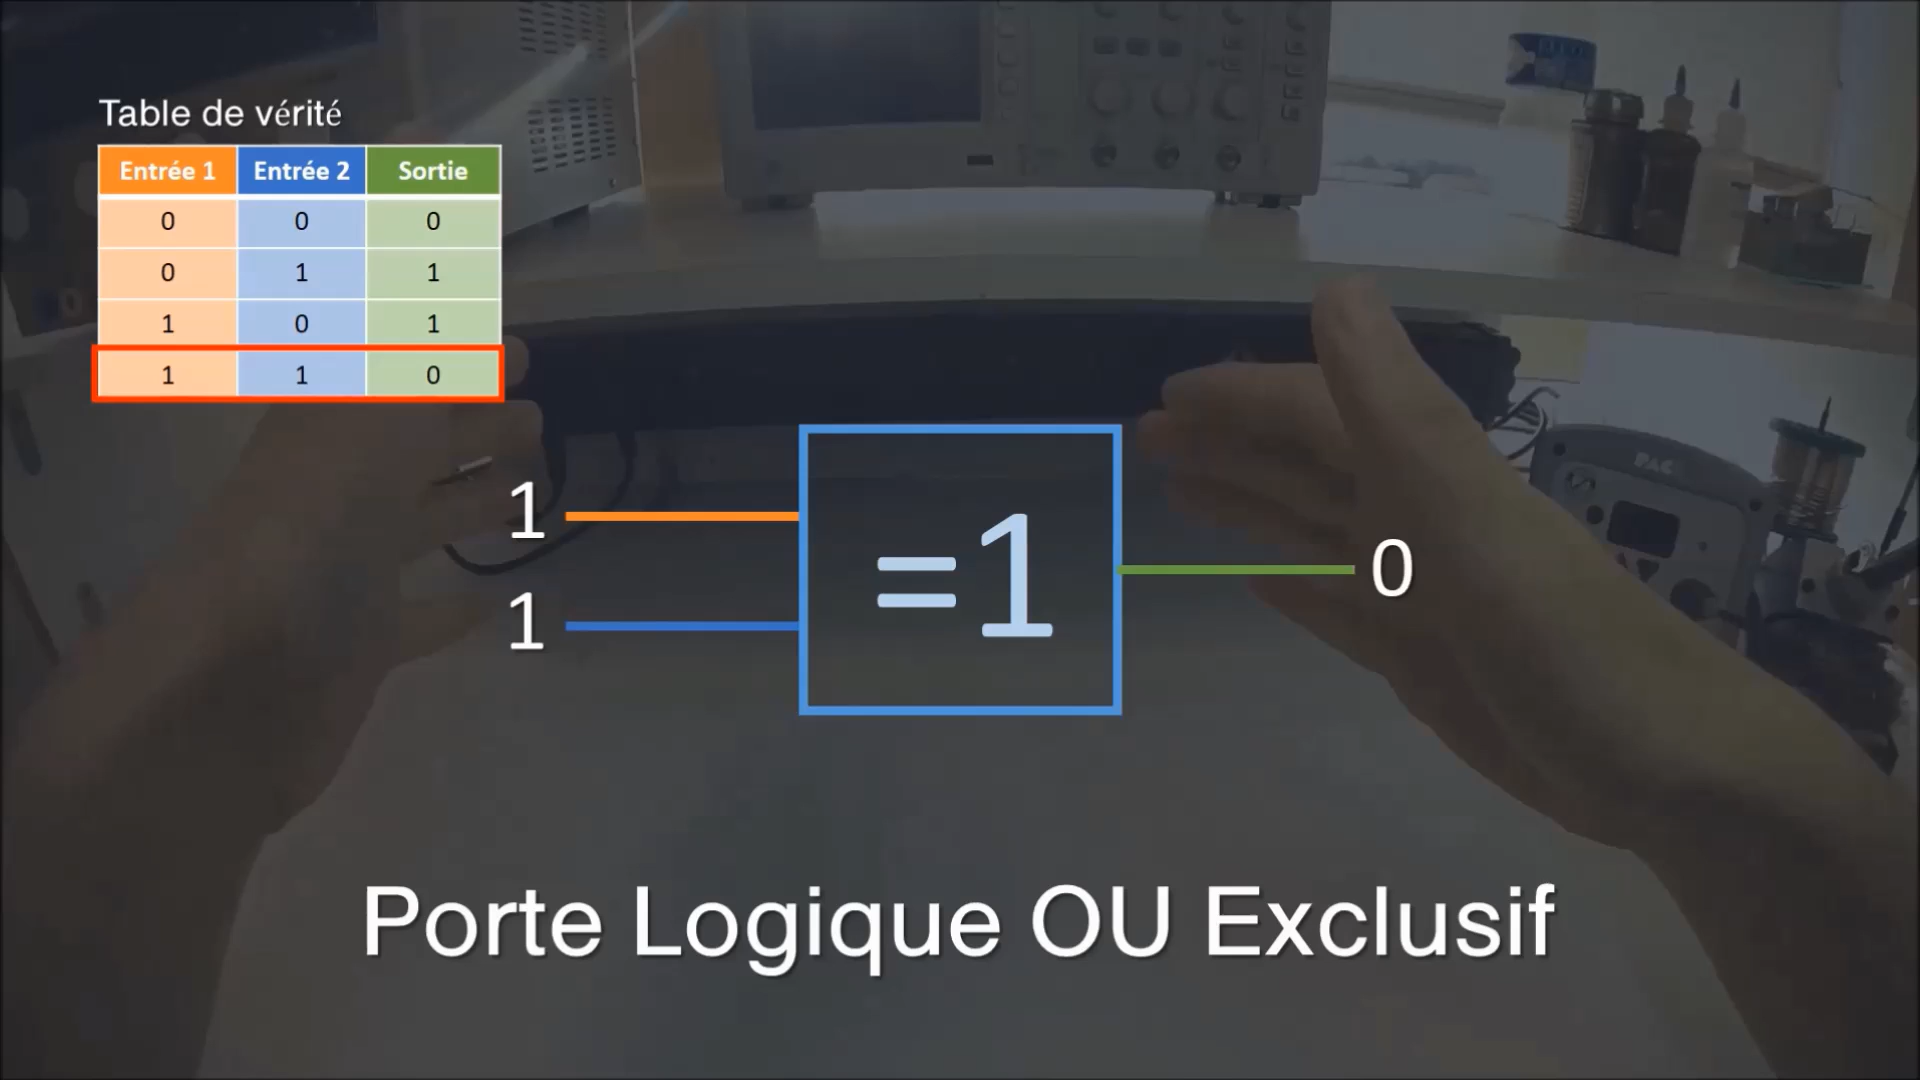 Table de vérité
Entrée 1 Entrée 2 Sortie
0 0 0
0 1 1
1 0 1
1 1 0
1
1
=1
0
Porte Logique OU Exclusif